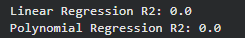 Linear Regression R2: 0.0
Polynomial Regression R2: 0.0